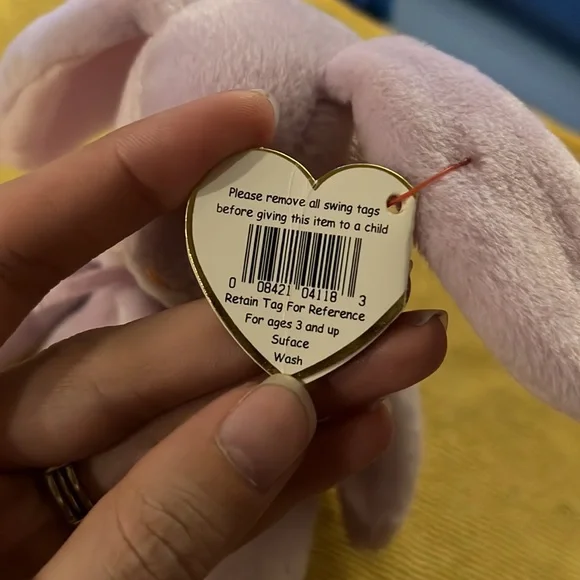 Please remove all swing tags
before giving this item to a child
0 08421 04118 3
Retain Tag For Reference
For ages 3 and up
Suface
Wash